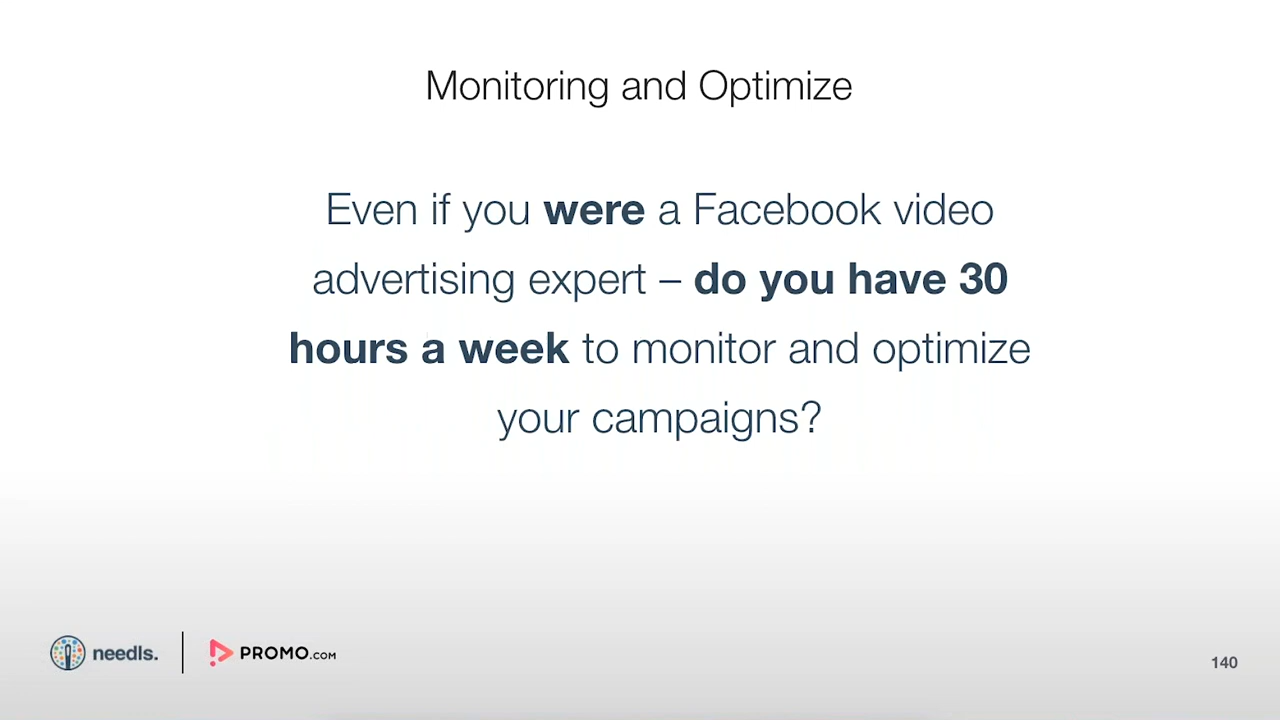 Monitoring and Optimize
Even if you were a Facebook video
advertising expert – do you have 30
hours a week to monitor and optimize
your campaigns?
needls.
PROMO.COM
140